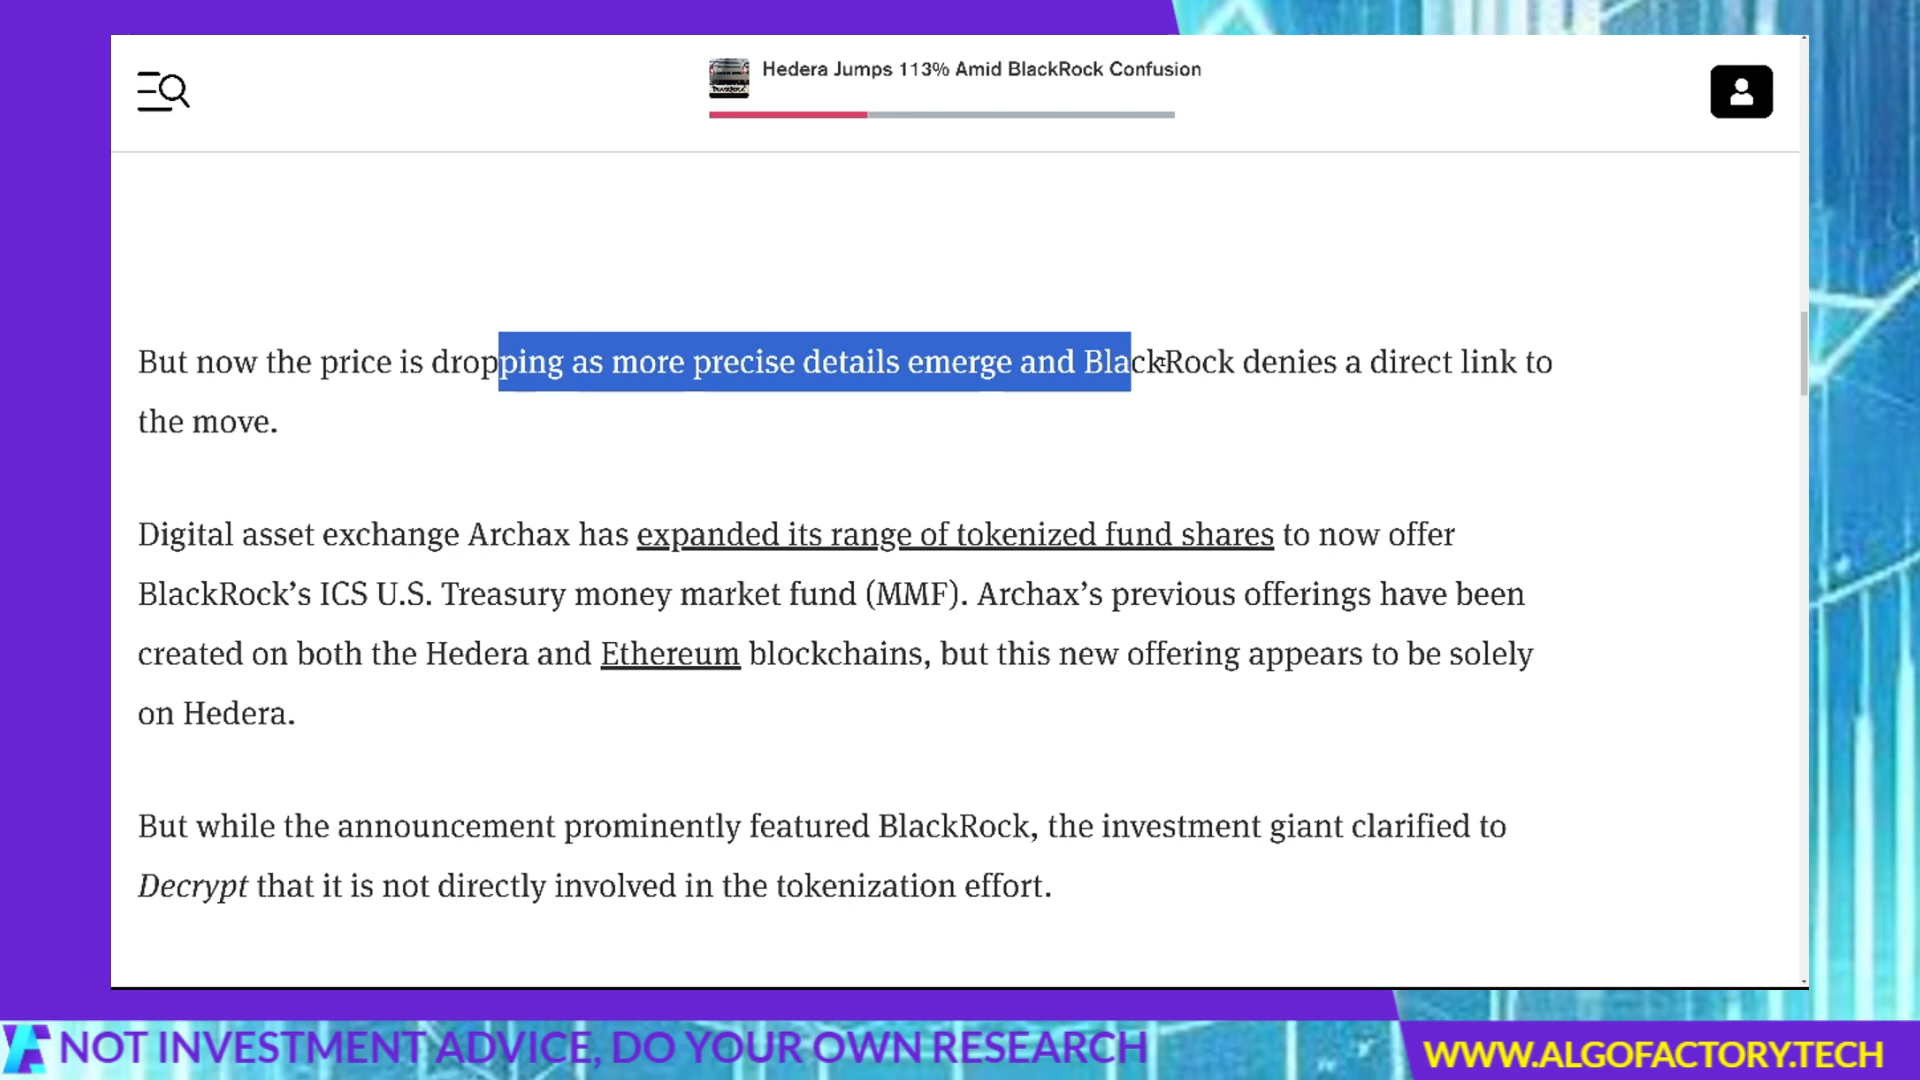 Hedera Jumps 113% Amid BlackRock Confusion
But now the price is dropping as more precise details emerge and BlackRock denies a direct link to
the move.
Digital asset exchange Archax has expanded its range of tokenized fund shares to now offer
BlackRock’s ICS U.S. Treasury money market fund (MMF). Archax’s previous offerings have been
created on both the Hedera and Ethereum blockchains, but this new offering appears to be solely
on Hedera.
But while the announcement prominently featured BlackRock, the investment giant clarified to
Decrypt that it is not directly involved in the tokenization effort.
NOT INVESTMENT ADVICE, DO YOUR OWN RESEARCH
WWW.ALGOFACTORY.TECH